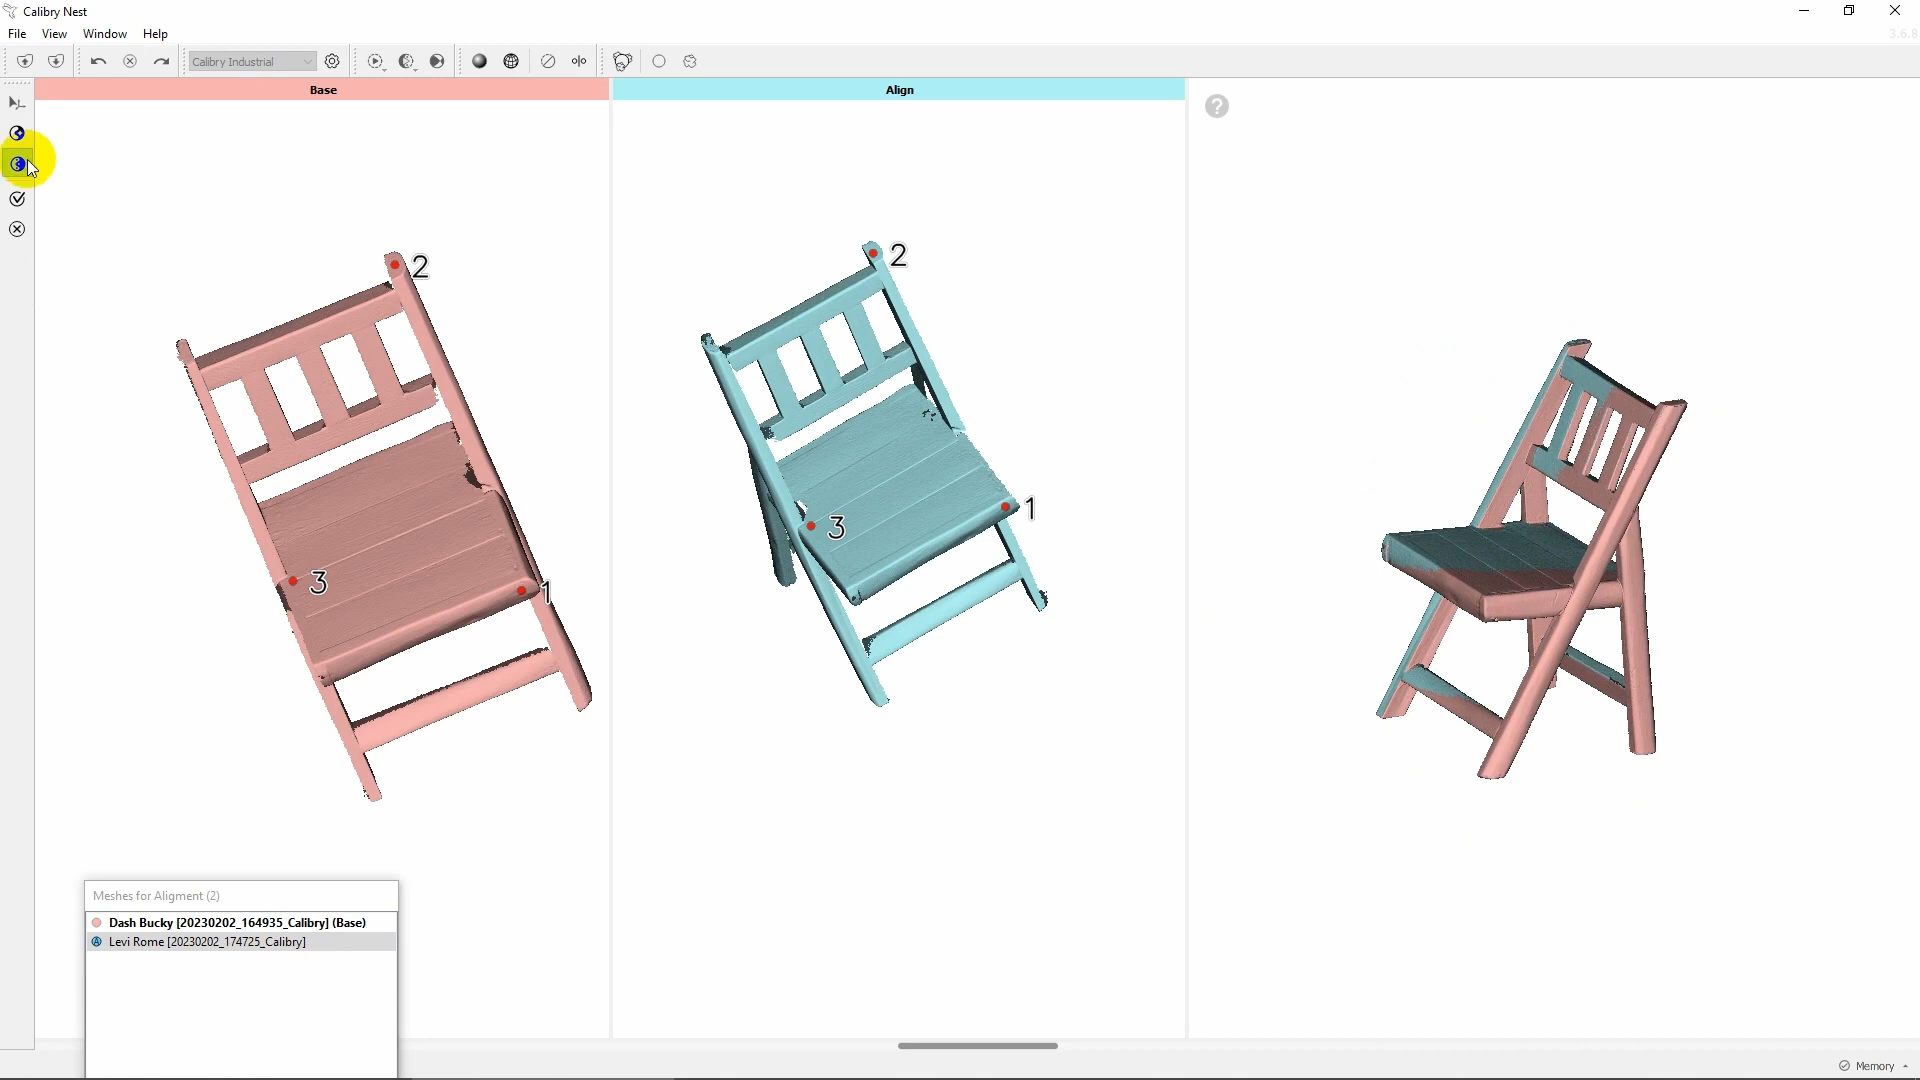 Calibry Nest
File View Window Help
3.6.8
Calibry Industrial
Base
Align
?
2
2
3
1
3
1
Meshes for Aligment (2)
Dash Bucky [20230202_164935_Calibry] (Base)
Levi Rome [20230202_174725_Calibry]
Memory